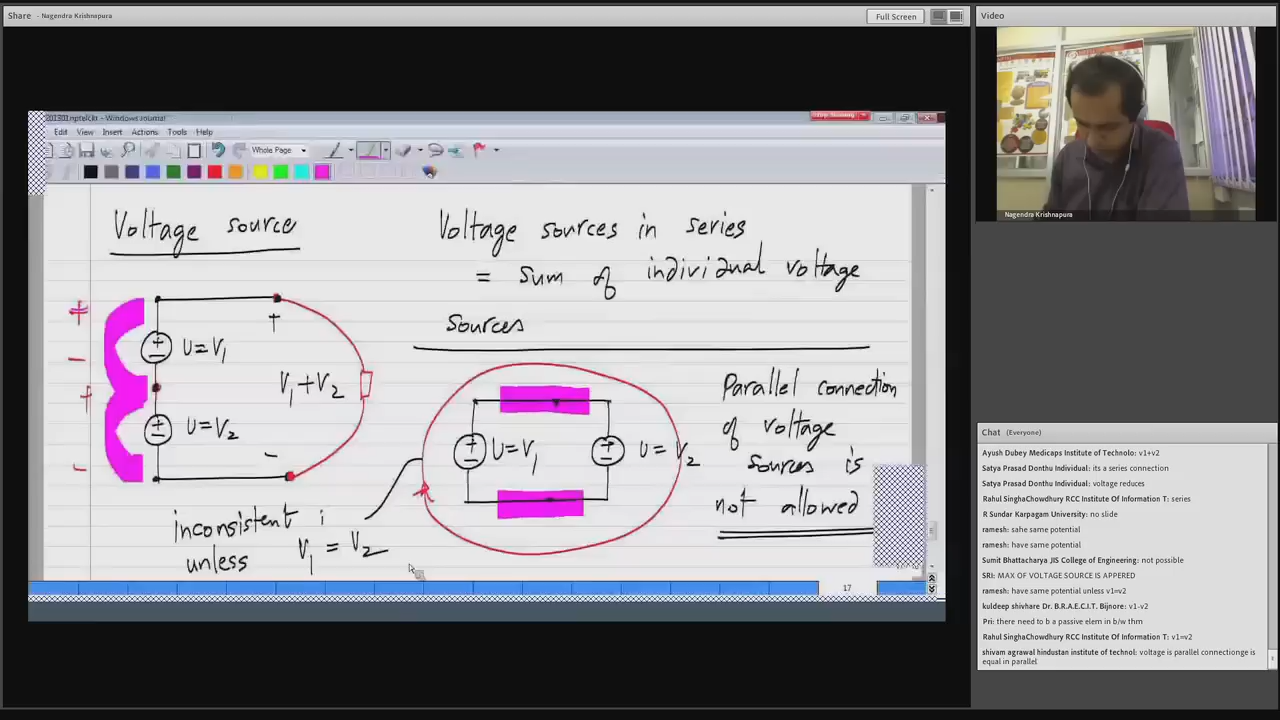 Share - Nagendra Krishnapura
Full Screen
Video
Nagendra Krishnapura
Edit View Insert Actions Tools Help
Whole Page
Voltage source
Voltage sources in series
= sum of individual voltage
sources
+
-
+
-
U=V1
U=V2
+
V1+V2
-
U=V1
U=V2
Parallel connection
of voltage
sources is
not allowed
inconsistent
unless V1 = V2
17
Chat (Everyone)
Ayush Dubey Medicaps Institute of Technolo: v1+v2
Satya Prasad Donthu Individual: its a series connection
Satya Prasad Donthu Individual: voltage reduces
Rahul SinghaChowdhury RCC Institute Of Information T: series
R Sundar Karpagam University: no slide
ramesh: sahe same potential
ramesh: have same potential
Sumit Bhattacharya JIS College of Engineering: not possible
SRI: MAX OF VOLTAGE SOURCE IS APPERED
ramesh: have same potential unless v1=v2
kuldeep shivhare Dr. B.R.A.E.C.I.T. Bijnore: v1-v2
Pri: there need to b a passive elem in b/w thm
Rahul SinghaChowdhury RCC Institute Of Information T: v1=v2
shivam agrawal hindustan institute of technol: voltage is parallel connectionge is
equal in parallel